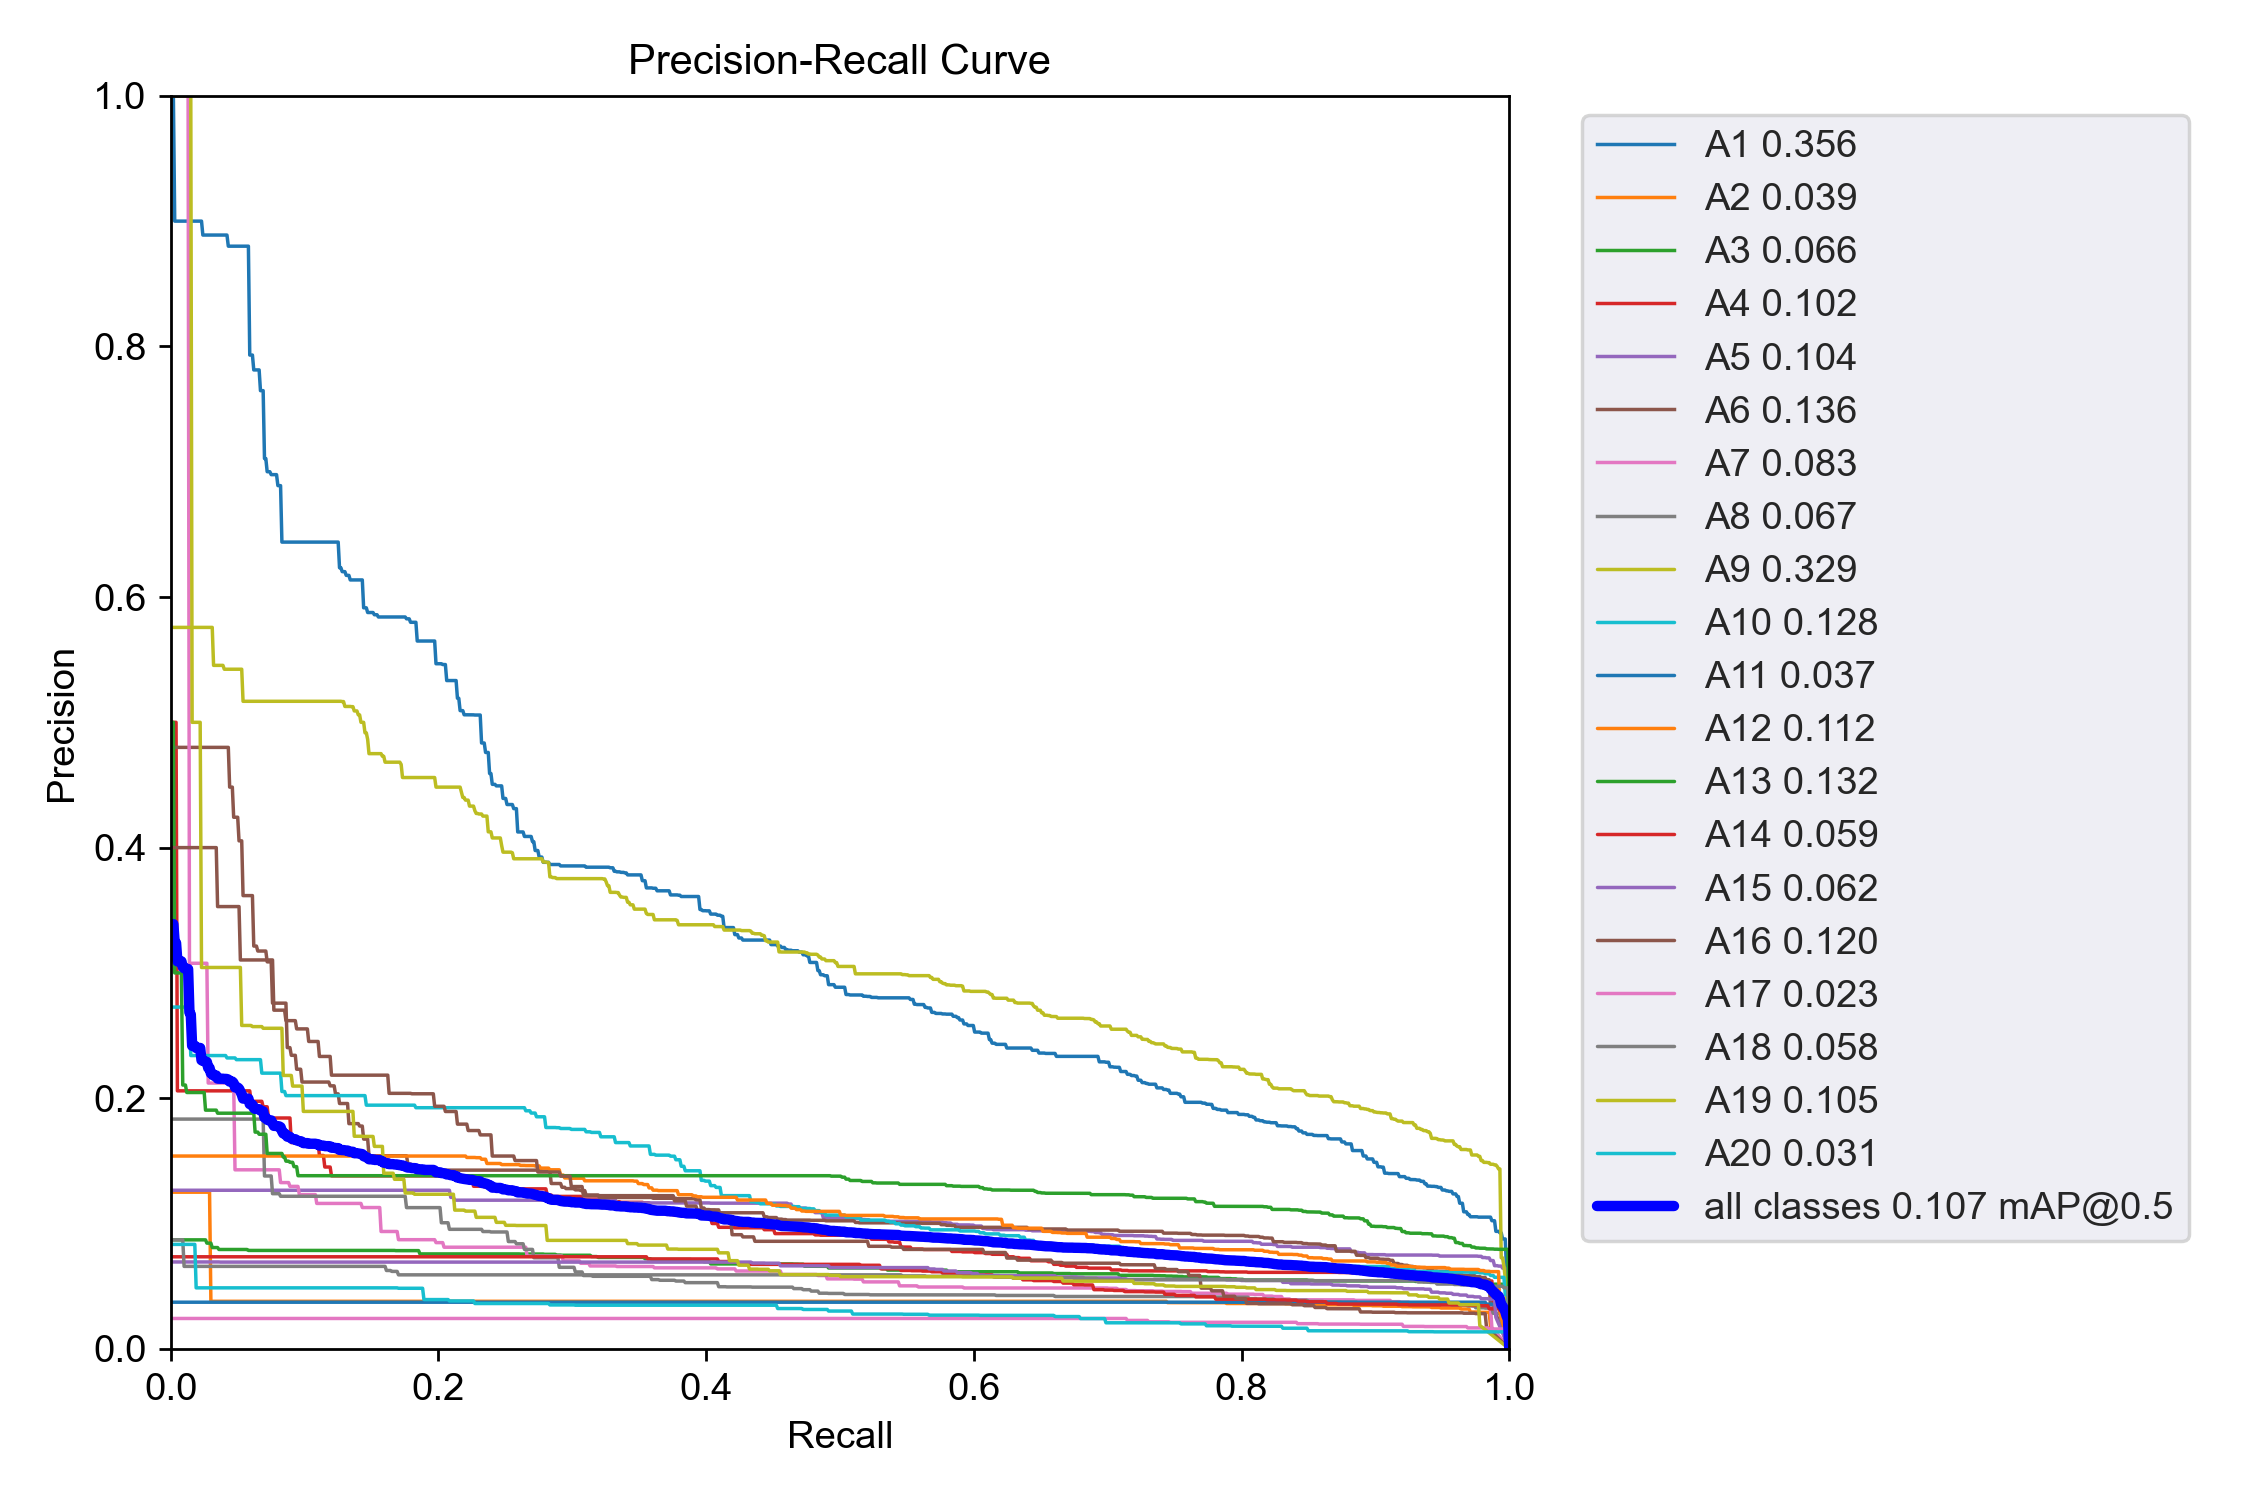 Precision-Recall Curve
1.0
0.8
0.6
0.4
0.2
0.0
Precision
0.0 0.2 0.4 0.6 0.8 1.0
Recall
A1 0.356
A2 0.039
A3 0.066
A4 0.102
A5 0.104
A6 0.136
A7 0.083
A8 0.067
A9 0.329
A10 0.128
A11 0.037
A12 0.112
A13 0.132
A14 0.059
A15 0.062
A16 0.120
A17 0.023
A18 0.058
A19 0.105
A20 0.031
all classes 0.107 mAP@0.5